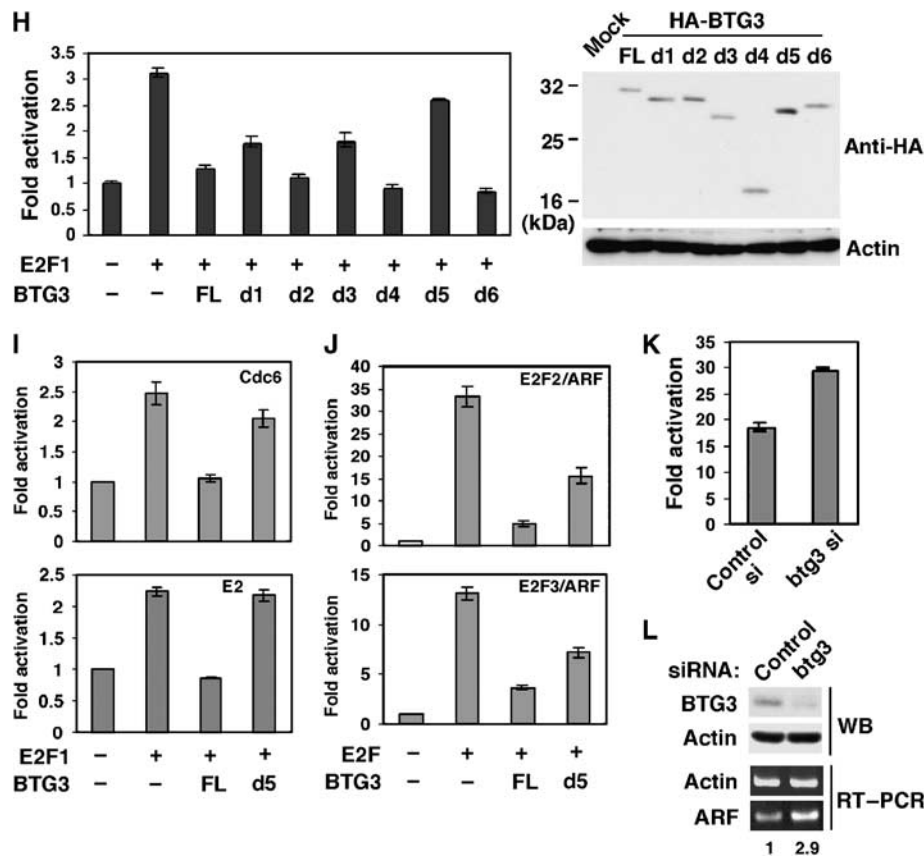 H
Fold activation
3.5
3
2.5
2
1.5
1
0.5
0
E2F1 – + + + + + + + +
BTG3 – – FL d1 d2 d3 d4 d5 d6
HA-BTG3
Mock FL d1 d2 d3 d4 d5 d6
32
25
16
(kDa)
Anti-HA
Actin
I
Cdc6
Fold activation
3
2.5
2
1.5
1
0.5
0
E2
Fold activation
2.5
2
1.5
1
0.5
0
E2F1 – + + +
BTG3 – – FL d5
J
E2F2/ARF
Fold activation
40
35
30
25
20
15
10
5
0
E2F3/ARF
Fold activation
15
10
5
0
E2F – + + +
BTG3 – – FL d5
K
Fold activation
35
30
25
20
15
10
5
0
Control si
btg3 si
L
siRNA: Control btg3
BTG3
Actin
WB
Actin
ARF
RT–PCR
1 2.9